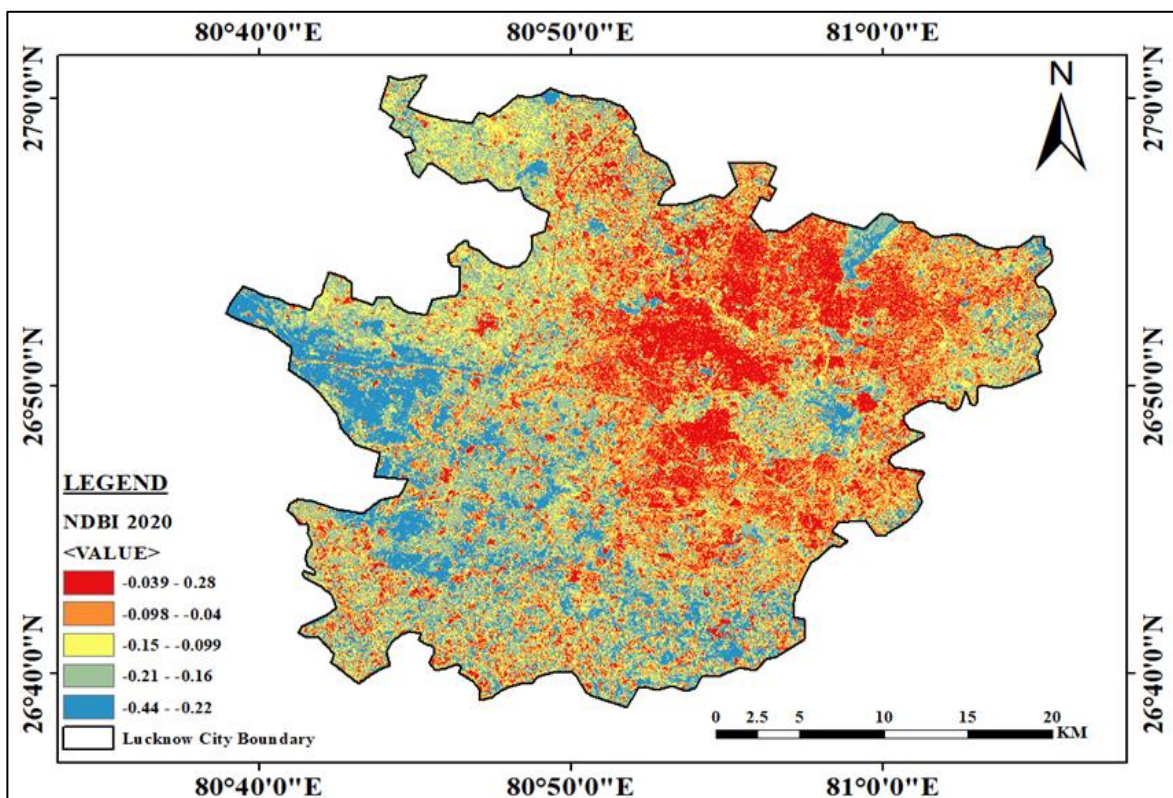 80°40'0"E 80°50'0"E 81°0'0"E
27°0'0"N
26°50'0"N
26°40'0"N
N
27°0'0"N
26°50'0"N
26°40'0"N
LEGEND
NDBI 2020
<VALUE>
-0.039 - 0.28
-0.098 - -0.04
-0.15 - -0.099
-0.21 - -0.16
-0.44 - -0.22
Lucknow City Boundary
0 2.5 5 10 15 20
KM
80°40'0"E 80°50'0"E 81°0'0"E